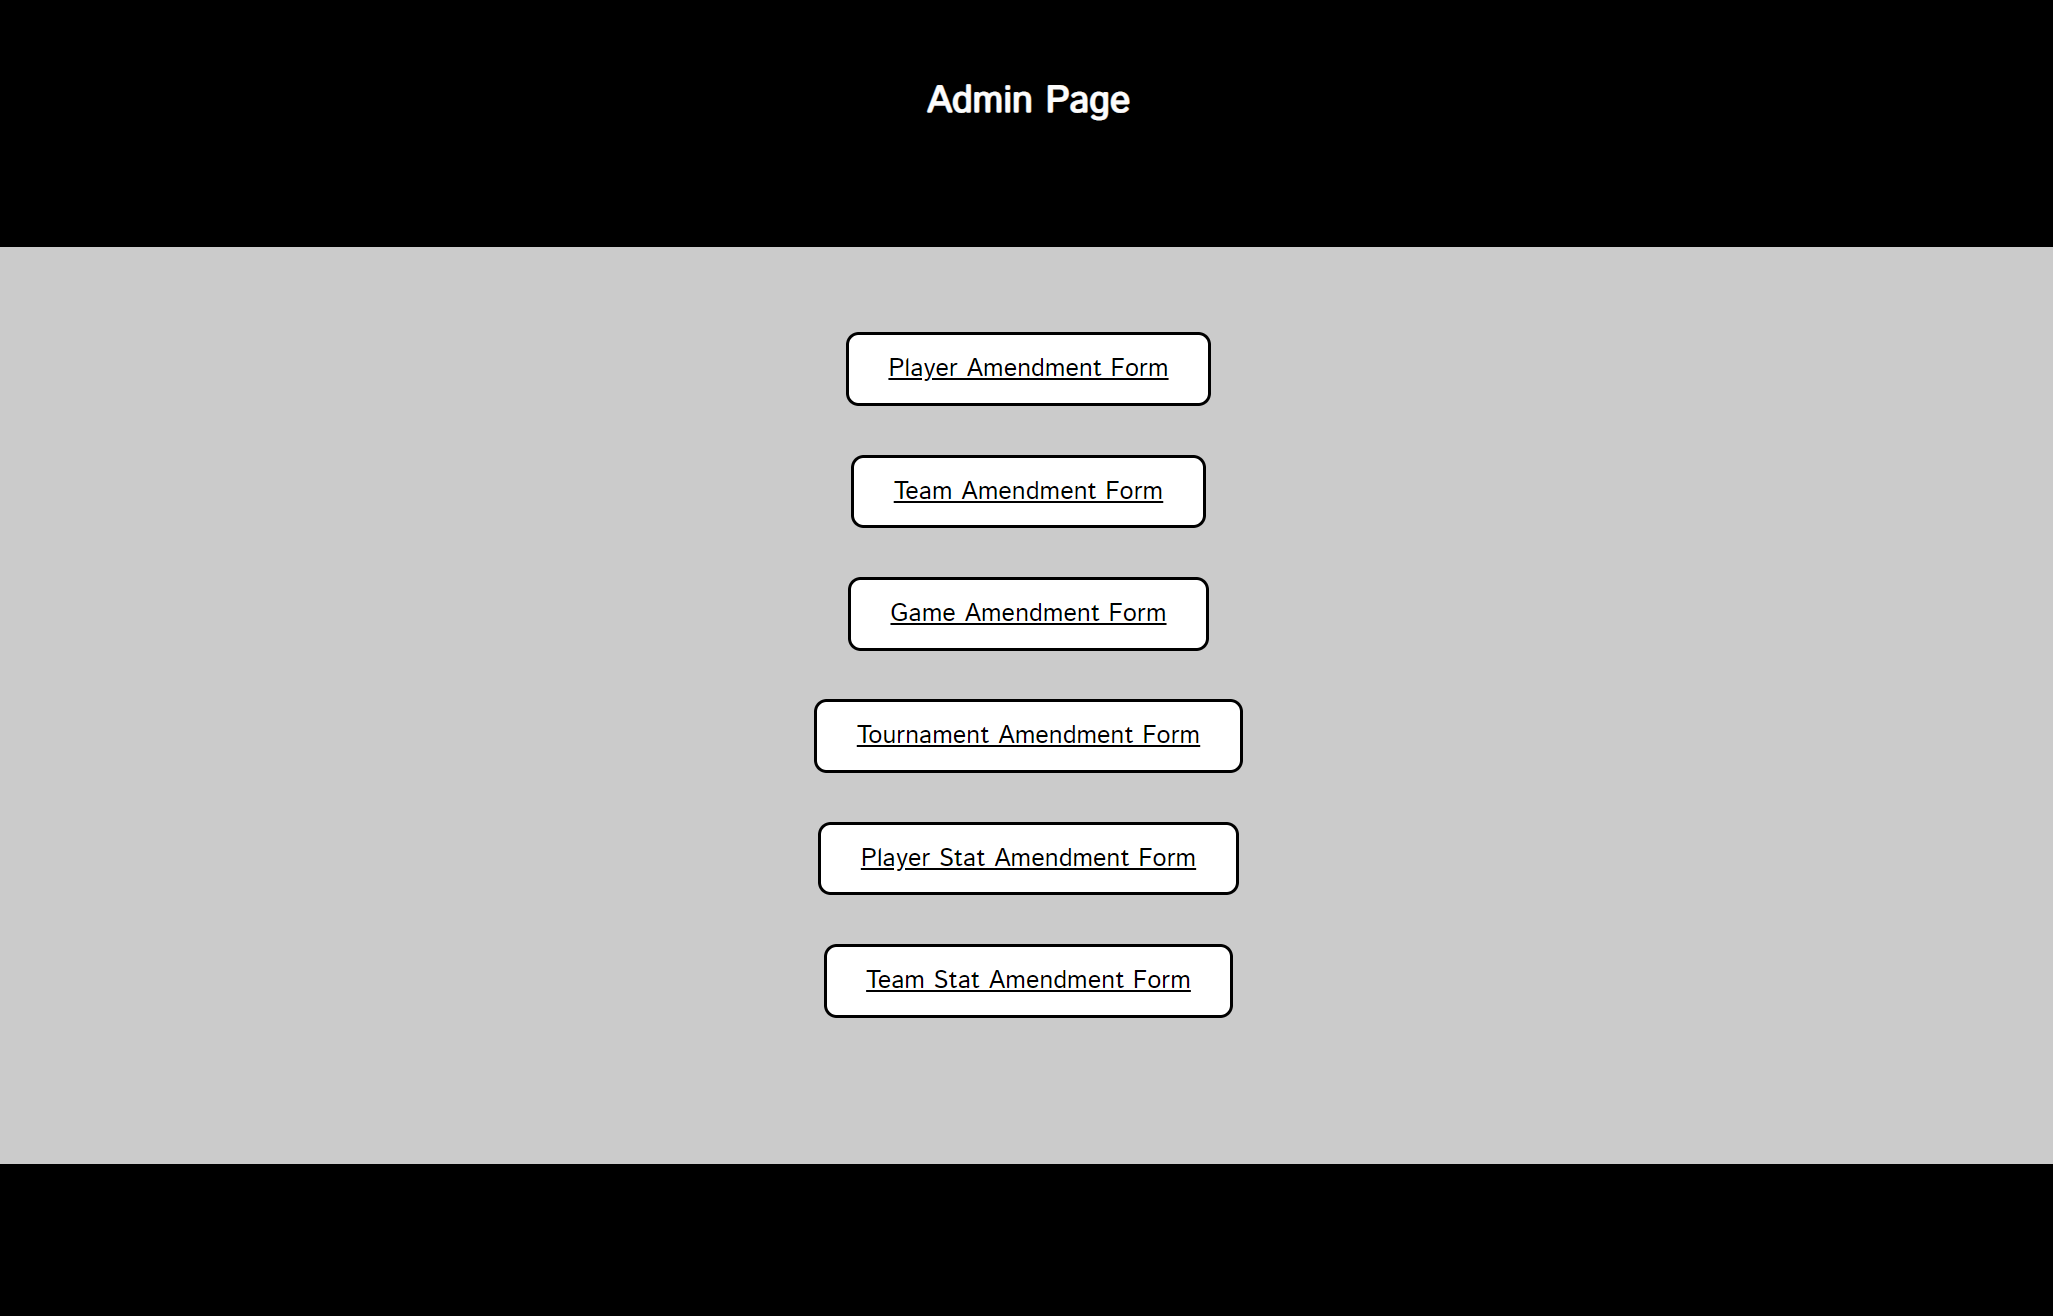 Admin Page
Player Amendment Form
Team Amendment Form
Game Amendment Form
Tournament Amendment Form
Player Stat Amendment Form
Team Stat Amendment Form